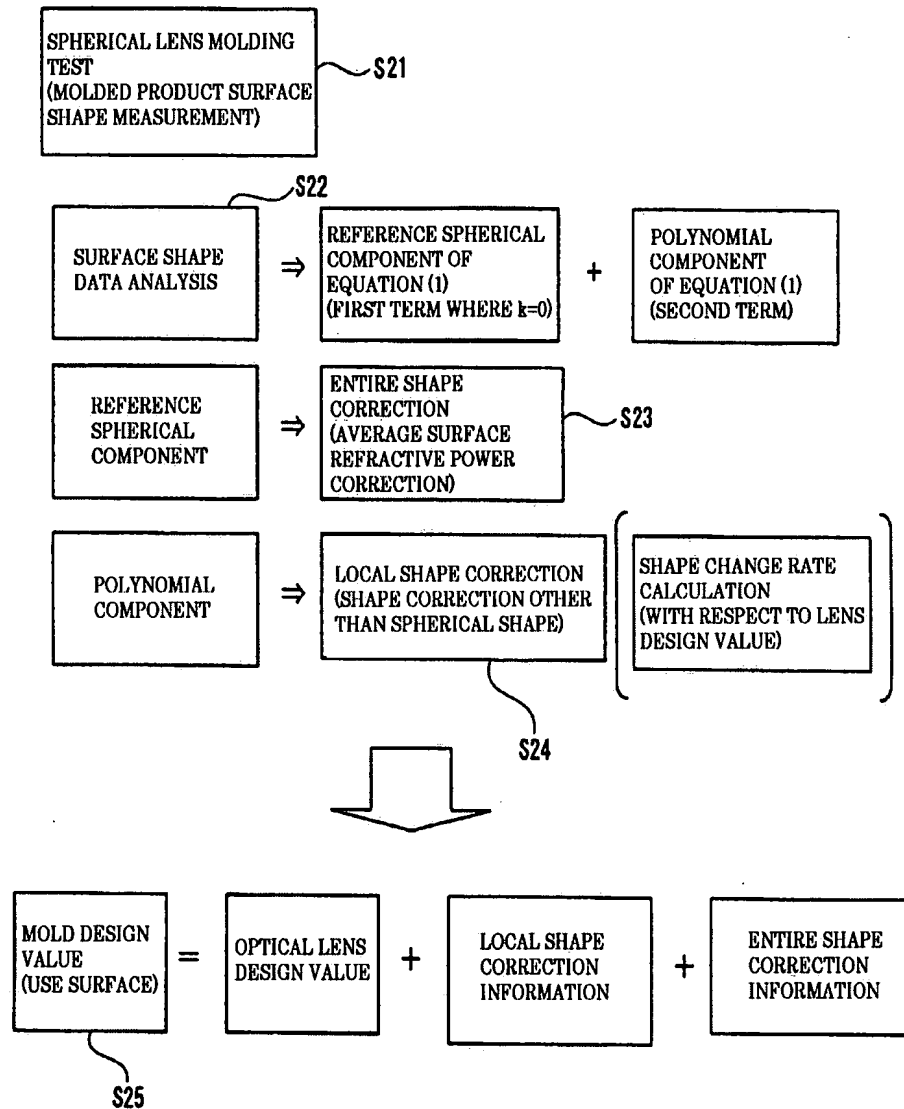 SPHERICAL LENS MOLDING
TEST
(MOLDED PRODUCT SURFACE
SHAPE MEASUREMENT)
S21
S22
SURFACE SHAPE
DATA ANALYSIS
⇒
REFERENCE SPHERICAL
COMPONENT OF
EQUATION (1)
(FIRST TERM WHERE k=0)
+
POLYNOMIAL
COMPONENT
OF EQUATION (1)
(SECOND TERM)
REFERENCE
SPHERICAL
COMPONENT
⇒
ENTIRE SHAPE
CORRECTION
(AVERAGE SURFACE
REFRACTIVE POWER
CORRECTION)
S23
POLYNOMIAL
COMPONENT
⇒
LOCAL SHAPE CORRECTION
(SHAPE CORRECTION OTHER
THAN SPHERICAL SHAPE)
SHAPE CHANGE RATE
CALCULATION
(WITH RESPECT TO LENS
DESIGN VALUE)
S24
MOLD DESIGN
VALUE
(USE SURFACE)
=
OPTICAL LENS
DESIGN VALUE
+
LOCAL SHAPE
CORRECTION
INFORMATION
+
ENTIRE SHAPE
CORRECTION
INFORMATION
S25